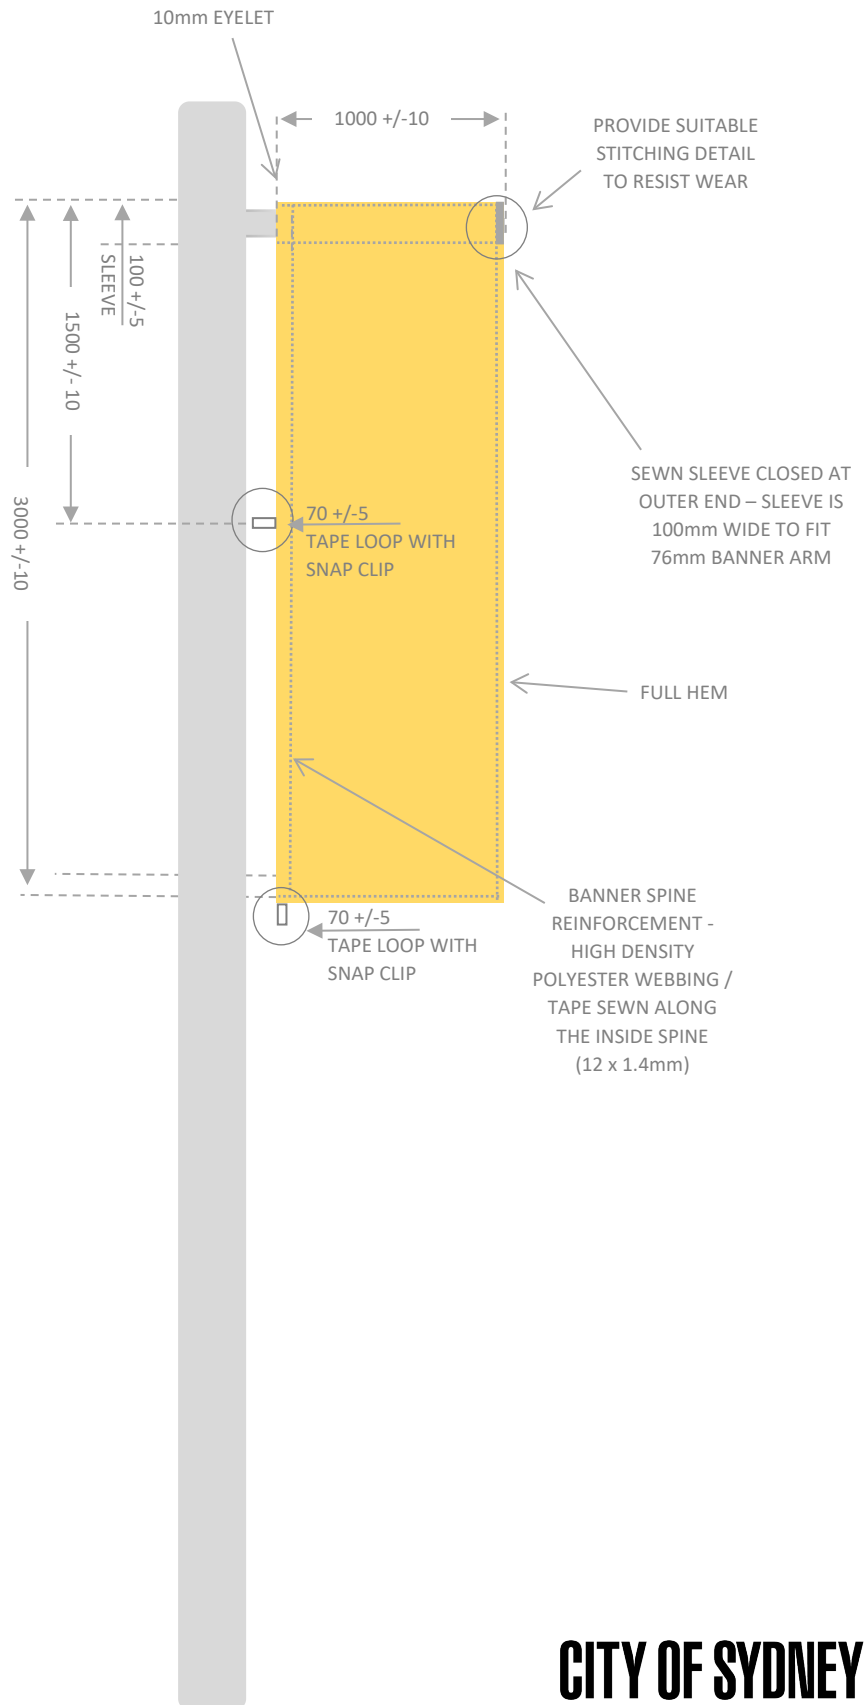 10mm EYELET
1000 +/-10
PROVIDE SUITABLE
STITCHING DETAIL
TO RESIST WEAR
100 +/-5
SLEEVE
1500 +/- 10
3000 +/-10
SEWN SLEEVE CLOSED AT
OUTER END – SLEEVE IS
100mm WIDE TO FIT
76mm BANNER ARM
70 +/-5
TAPE LOOP WITH
SNAP CLIP
FULL HEM
BANNER SPINE
REINFORCEMENT -
HIGH DENSITY
POLYESTER WEBBING /
TAPE SEWN ALONG
THE INSIDE SPINE
(12 x 1.4mm)
70 +/-5
TAPE LOOP WITH
SNAP CLIP
CITY OF SYDNEY